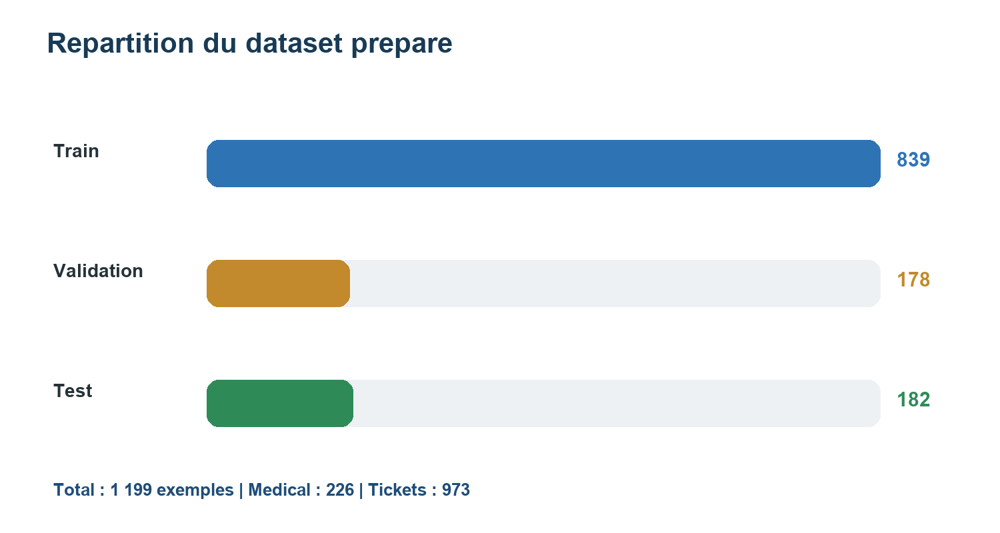 Repartition du dataset prepare
Train
839
Validation
178
Test
182
Total : 1 199 exemples | Medical : 226 | Tickets : 973